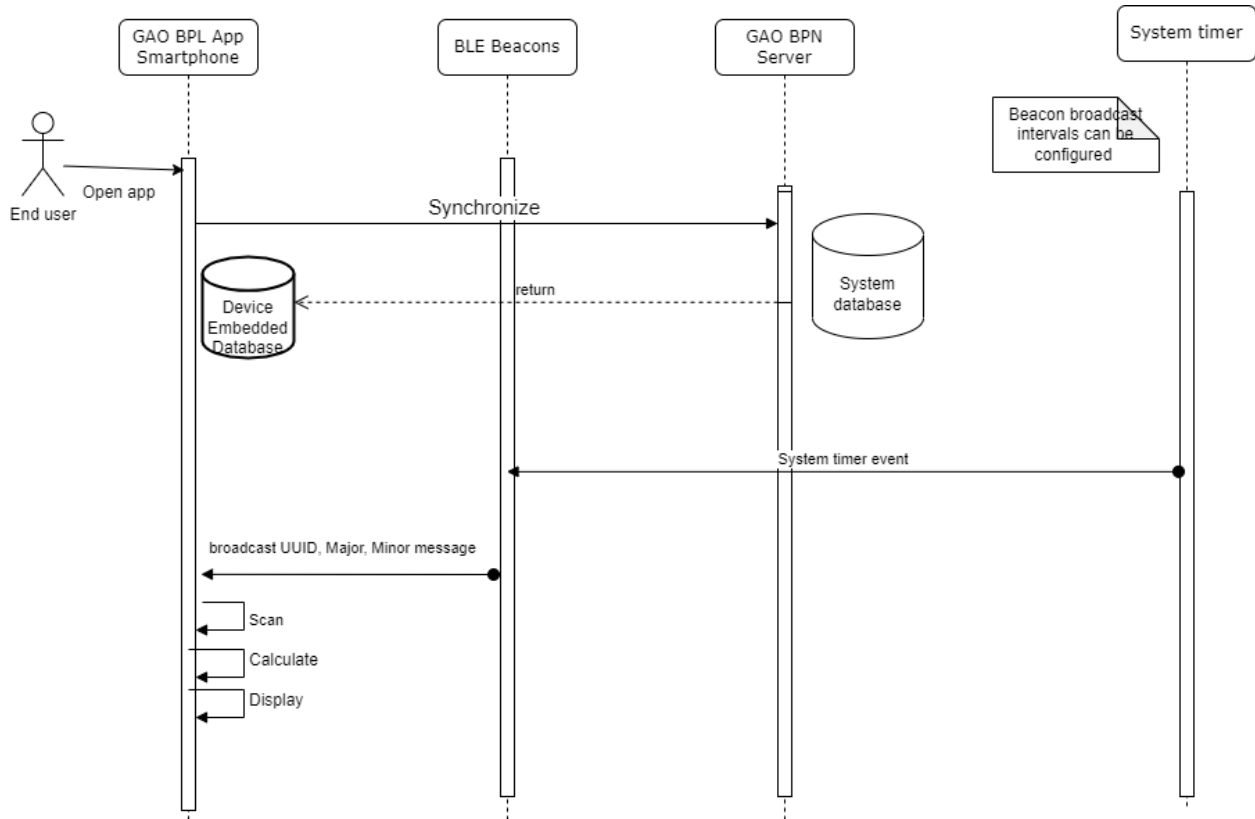 GAO BPL App
Smartphone
BLE Beacons
GAO BPN
Server
System timer
Beacon broadcast
intervals can be
configured
Open app
End user
Synchronize
return
Device
Embedded
Database
System
database
System timer event
broadcast UUID, Major, Minor message
Scan
Calculate
Display